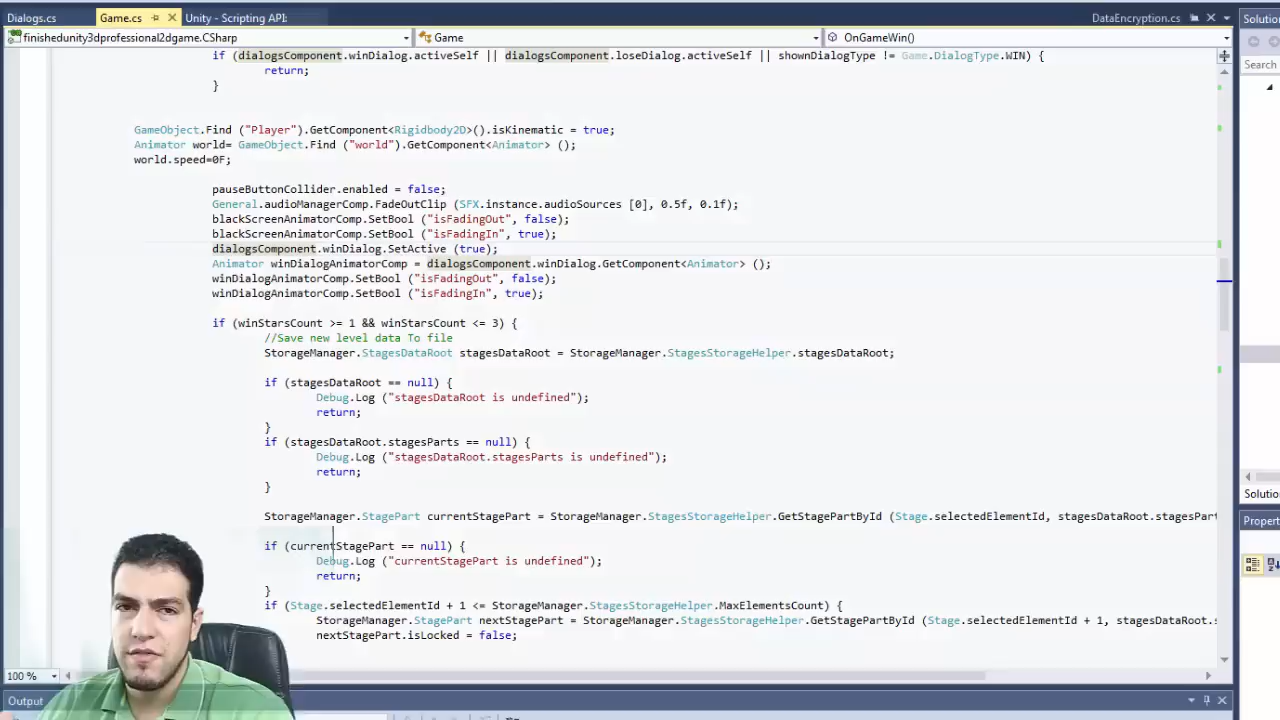 Dialogs.cs
Game.cs
Unity - Scripting API:
DataEncryption.cs
Solutio
finishedunity3dprofessional2dgame.CSharp
Game
OnGameWin()
Search
if (dialogsComponent.winDialog.activeSelf || dialogsComponent.loseDialog.activeSelf || shownDialogType != Game.DialogType.WIN) {
return;
}
GameObject.Find ("Player").GetComponent<Rigidbody2D>().isKinematic = true;
Animator world= GameObject.Find ("world").GetComponent<Animator> ();
world.speed=0F;
pauseButtonCollider.enabled = false;
General.audioManagerComp.FadeOutClip (SFX.instance.audioSources [0], 0.5f, 0.1f);
blackScreenAnimatorComp.SetBool ("isFadingOut", false);
blackScreenAnimatorComp.SetBool ("isFadingIn", true);
dialogsComponent.winDialog.SetActive (true);
Animator winDialogAnimatorComp = dialogsComponent.winDialog.GetComponent<Animator> ();
winDialogAnimatorComp.SetBool ("isFadingOut", false);
winDialogAnimatorComp.SetBool ("isFadingIn", true);
if (winStarsCount >= 1 && winStarsCount <= 3) {
//Save new level data To file
StorageManager.StagesDataRoot stagesDataRoot = StorageManager.StagesStorageHelper.stagesDataRoot;
if (stagesDataRoot == null) {
Debug.Log ("stagesDataRoot is undefined");
return;
}
if (stagesDataRoot.stagesParts == null) {
Debug.Log ("stagesDataRoot.stagesParts is undefined");
return;
}
Solutio
StorageManager.StagePart currentStagePart = StorageManager.StagesStorageHelper.GetStagePartById (Stage.selectedElementId, stagesDataRoot.stagesPart
Propert
if (currentStagePart == null) {
Debug.Log ("currentStagePart is undefined");
return;
}
if (Stage.selectedElementId + 1 <= StorageManager.StagesStorageHelper.MaxElementsCount) {
StorageManager.StagePart nextStagePart = StorageManager.StagesStorageHelper.GetStagePartById (Stage.selectedElementId + 1, stagesDataRoot.s
nextStagePart.isLocked = false;
100 %
Output